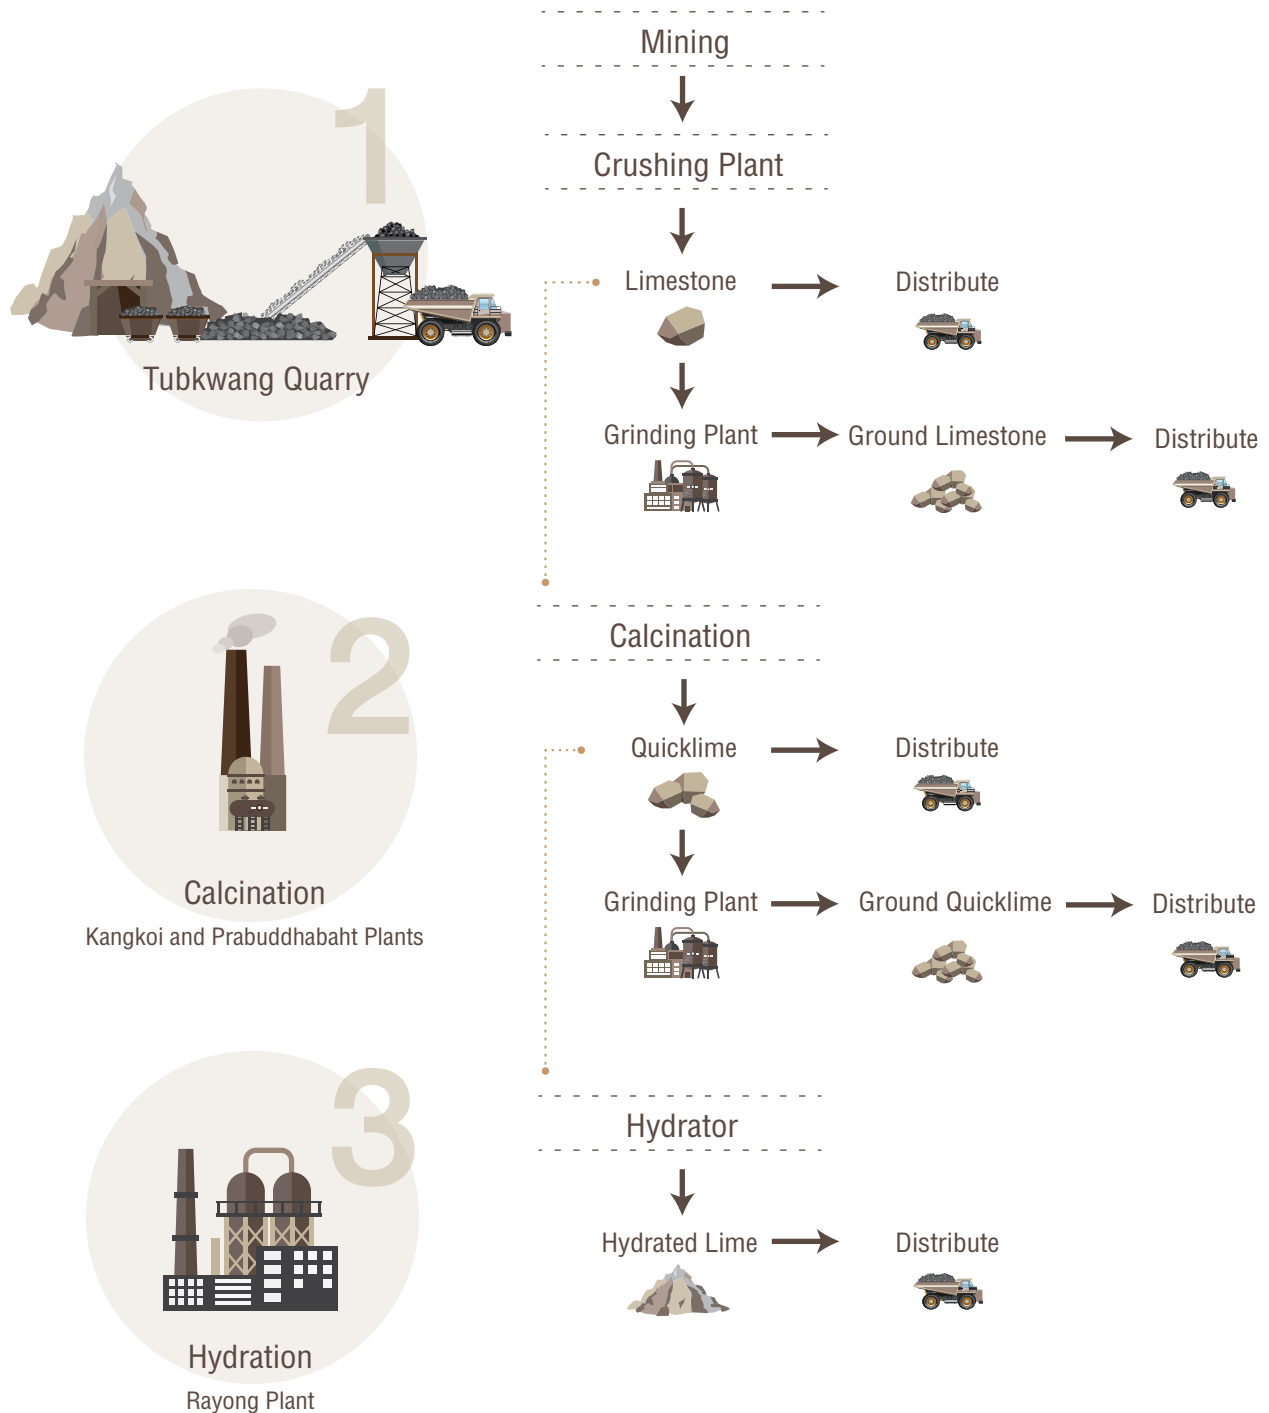 Mining
Crushing Plant
1
Limestone
Distribute
Tubkwang Quarry
Grinding Plant
Ground Limestone
Distribute
2
Calcination
Quicklime
Distribute
Calcination
Kangkoi and Prabuddhabaht Plants
Grinding Plant
Ground Quicklime
Distribute
3
Hydrator
Hydrated Lime
Distribute
Hydration
Rayong Plant